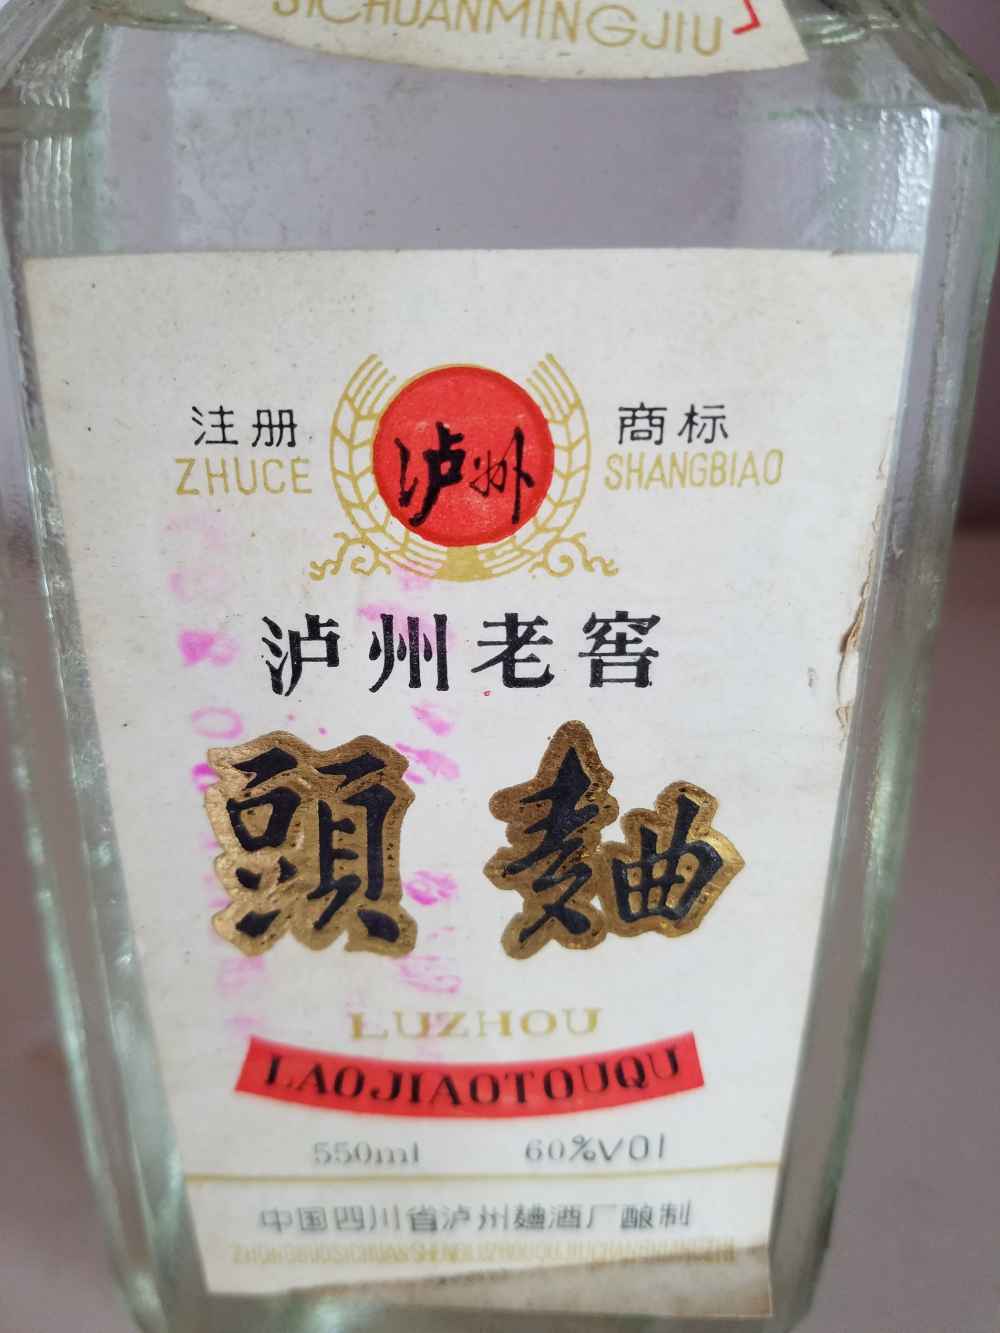 SICHUANMINGJIU
注册 商标
ZHUCE SHANGBIAO
泸州
泸州老窖
頭麯
LUZHOU
LAOJIAOTOUQU
550ml 60%VOl
中国四川省泸州麯酒厂酿制